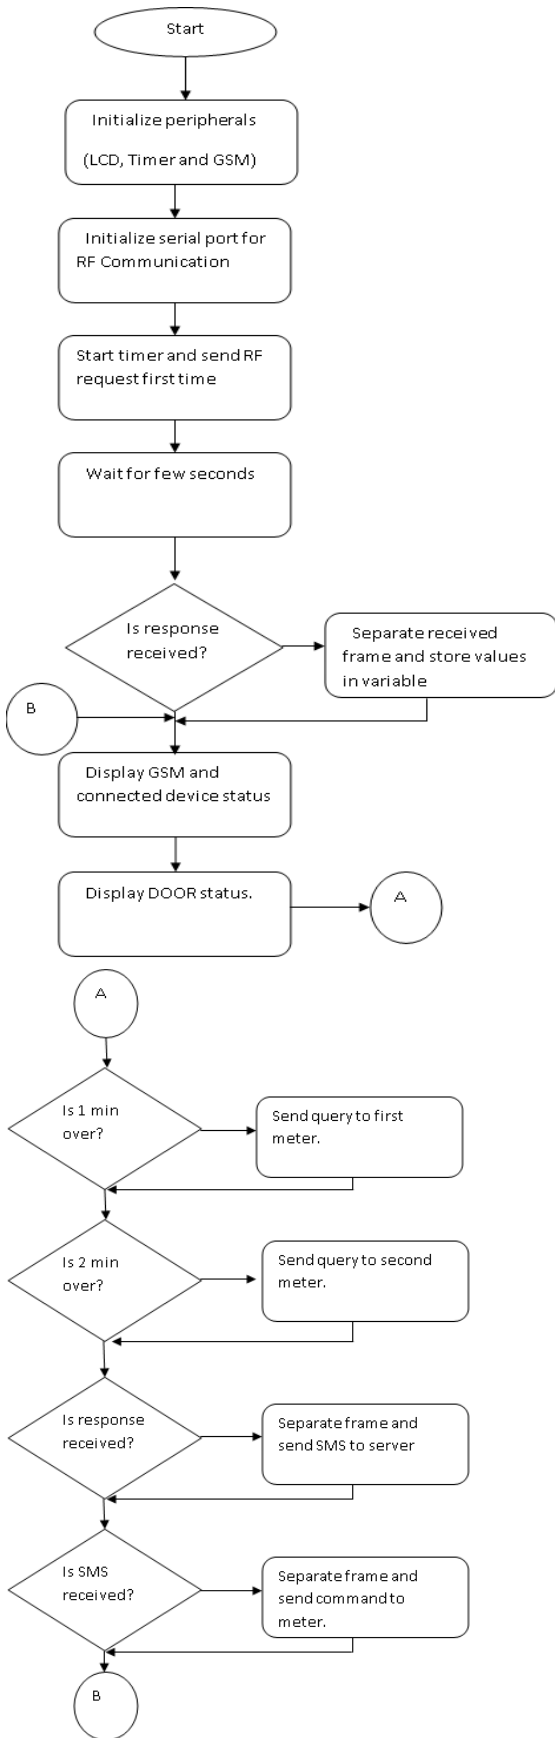 Start
Initialize peripherals
(LCD, Timer and GSM)
Initialize serial port for
RF Communication
Start timer and send RF
request first time
Wait for few seconds
Is response
received?
Separate received
frame and store values
in variable
B
Display GSM and
connected device status
Display DOOR status.
A
A
Is 1 min
over?
Send query to first
meter.
Is 2 min
over?
Send query to second
meter.
Is response
received?
Separate frame and
send SMS to server
Is SMS
received?
Separate frame and
send command to
meter.
B